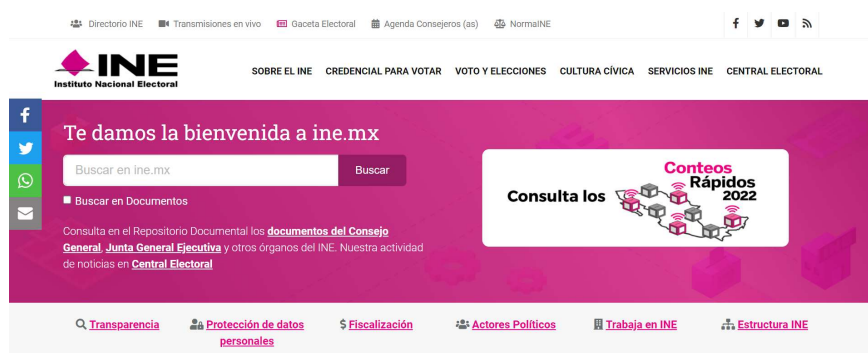 Directorio INE Transmisiones en vivo Gaceta Electoral Agenda Consejeros (as) NormaINE
INE
Instituto Nacional Electoral
SOBRE EL INE CREDENCIAL PARA VOTAR VOTO Y ELECCIONES CULTURA CÍVICA SERVICIOS INE CENTRAL ELECTORAL
Te damos la bienvenida a ine.mx
Buscar en ine.mx Buscar
Buscar en Documentos
Consulta en el Repositorio Documental los documentos del Consejo
General, Junta General Ejecutiva y otros órganos del INE. Nuestra actividad
de noticias en Central Electoral
Consulta los
Conteos
Rápidos
2022
Transparencia Protección de datos personales Fiscalización Actores Políticos Trabaja en INE Estructura INE